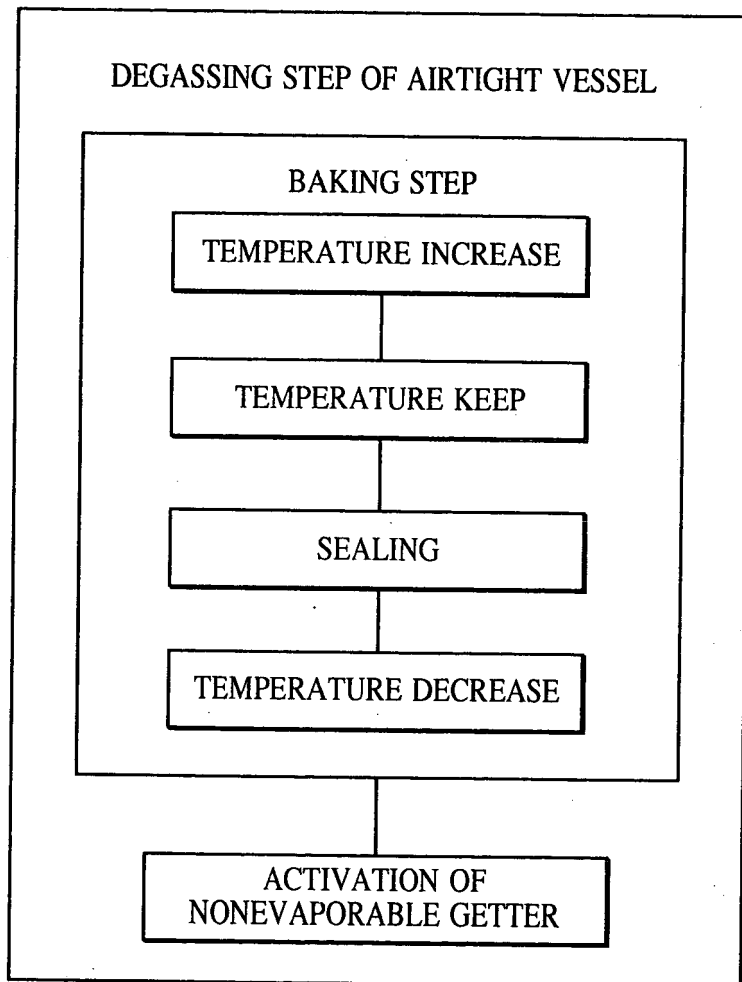 DEGASSING STEP OF AIRTIGHT VESSEL
BAKING STEP
TEMPERATURE INCREASE
TEMPERATURE KEEP
SEALING
TEMPERATURE DECREASE
ACTIVATION OF
NONEVAPORABLE GETTER